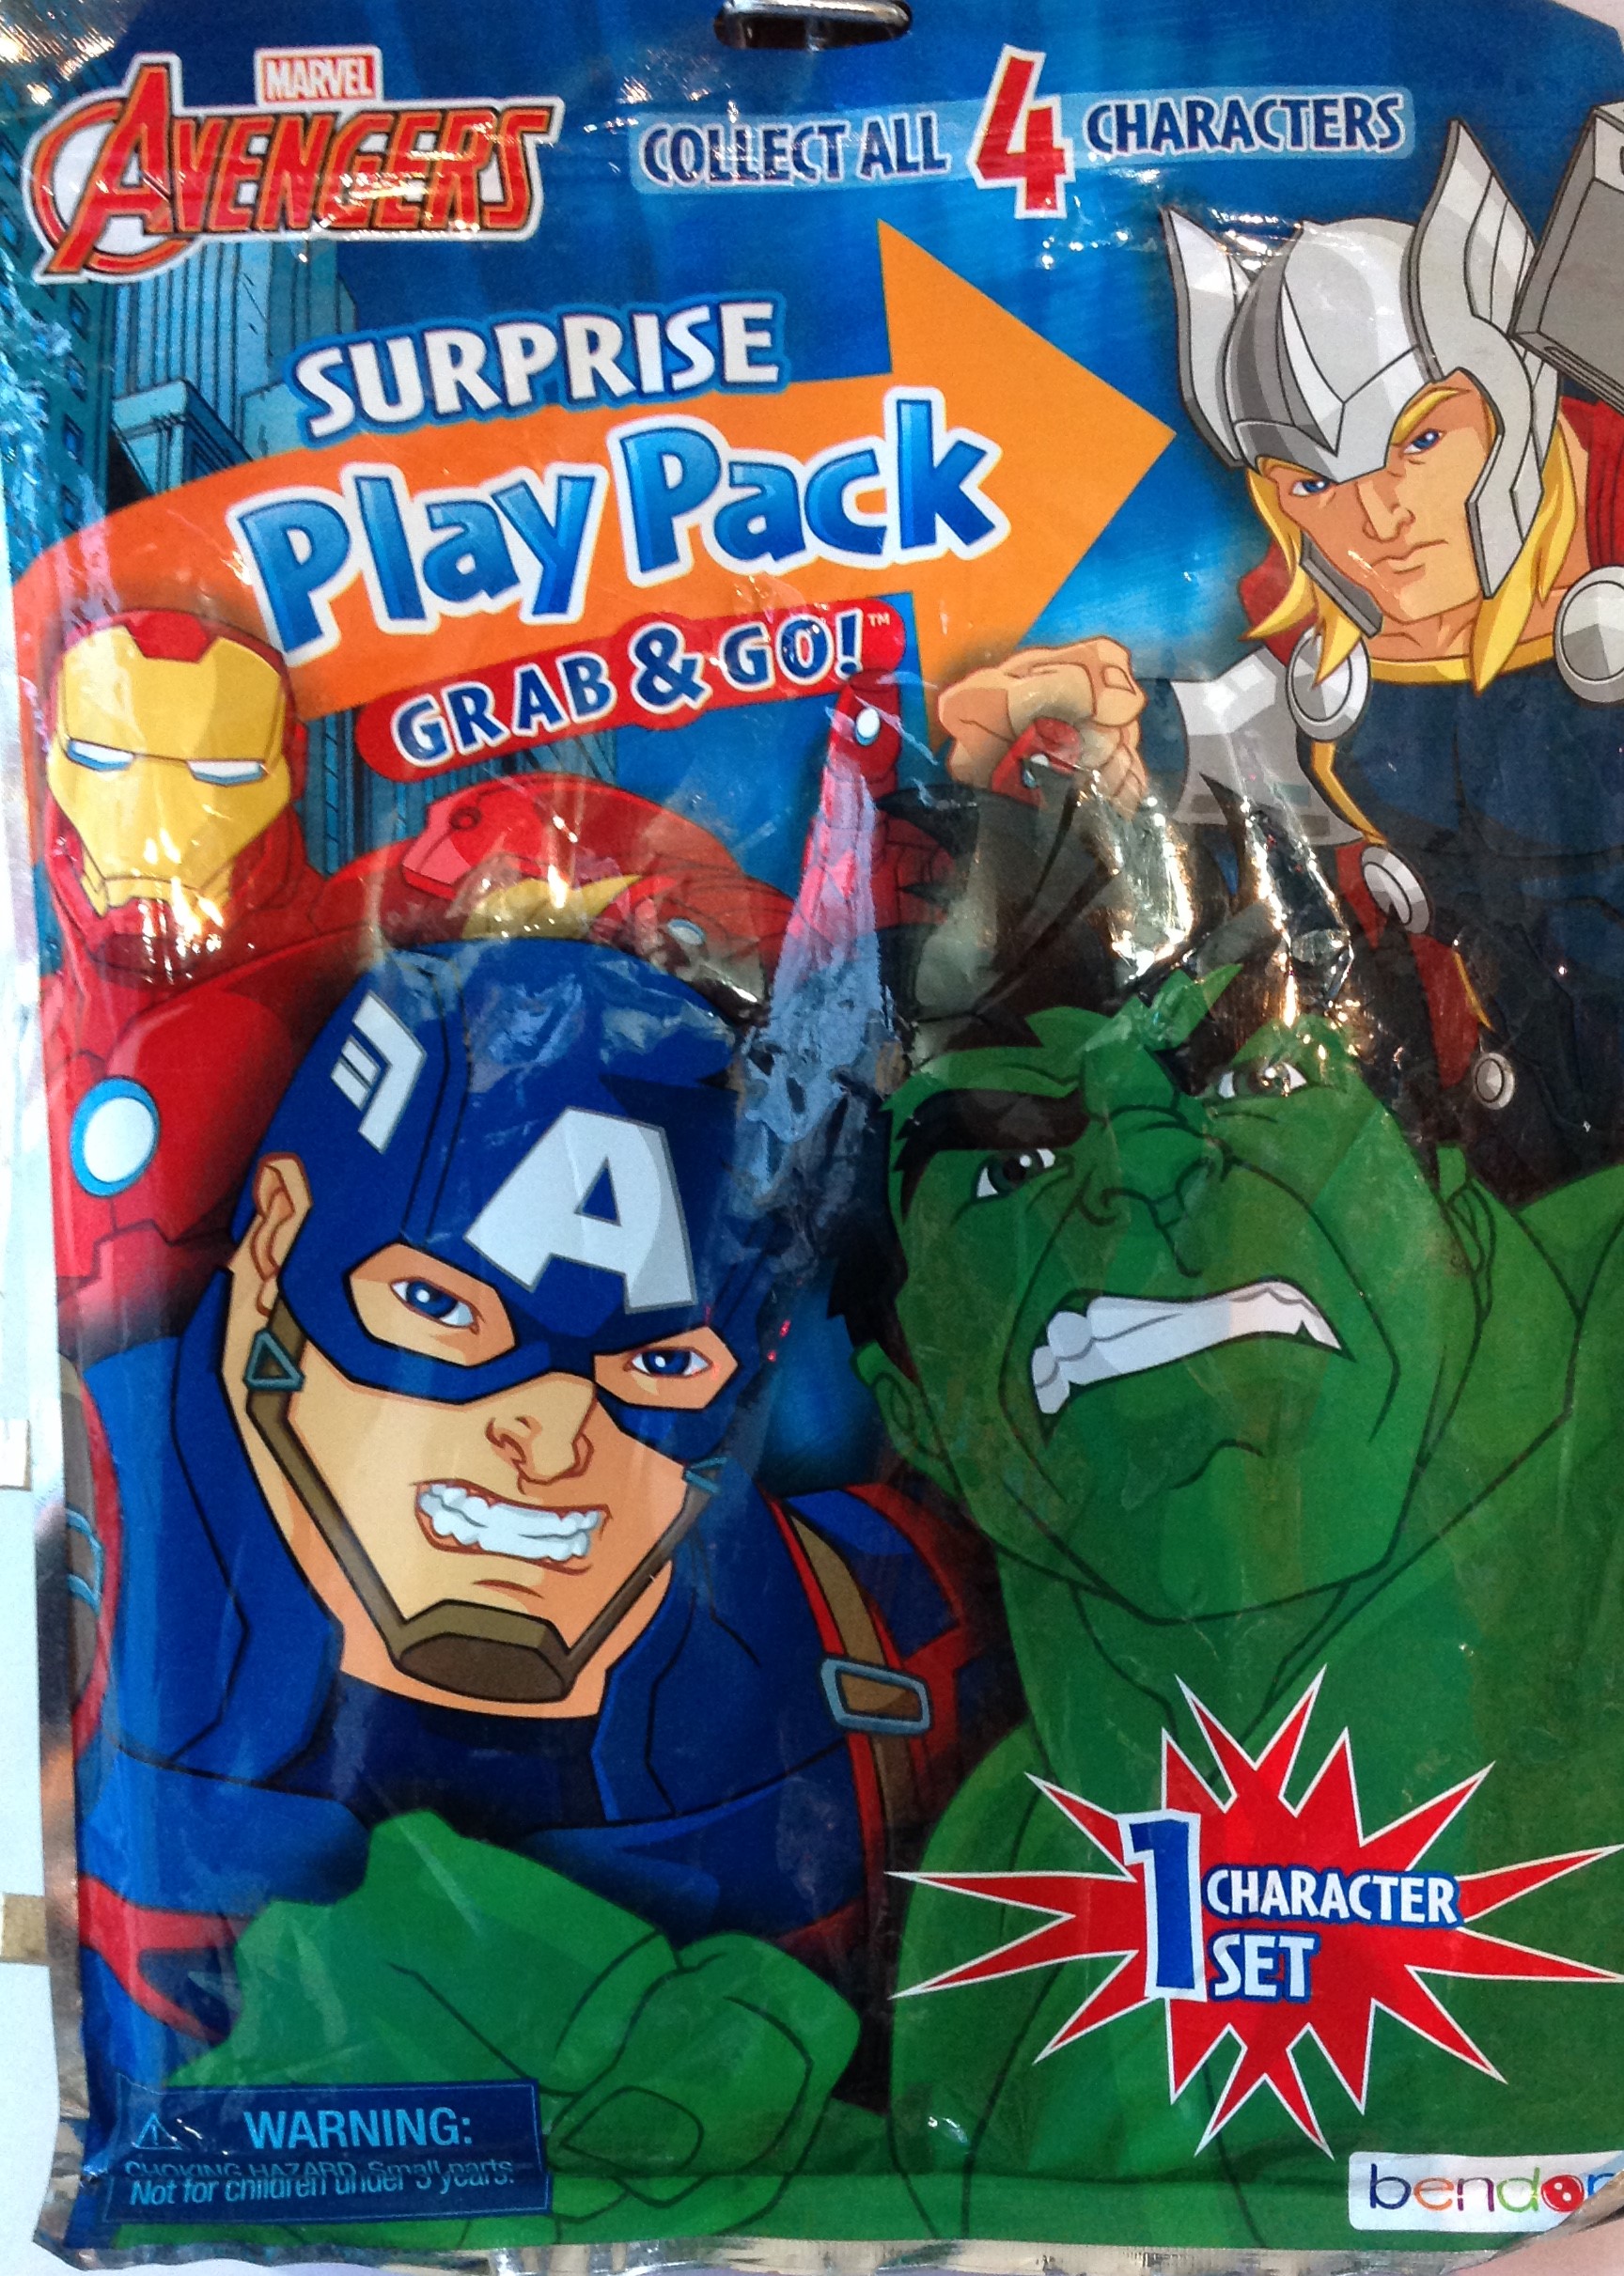 MARVEL
AVENGERS
COLLECT ALL 4 CHARACTERS
SURPRISE
Play Pack
GRAB & GO!™
A
1 CHARACTER
SET
WARNING:
CHOKING HAZARD. Small parts.
Not for children under 3 years.
bendon